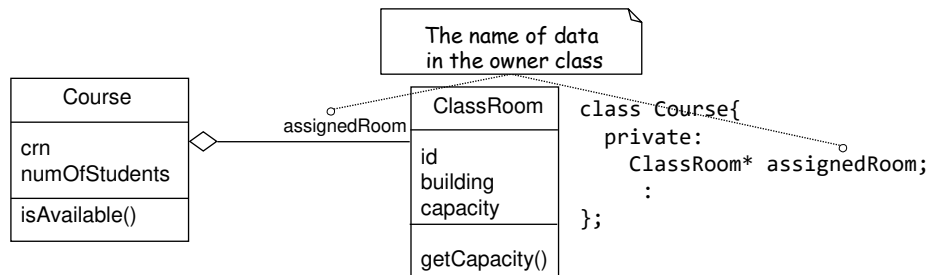 The name of data
in the owner class
Course
crn
numOfStudents
isAvailable()
assignedRoom
ClassRoom
id
building
capacity
getCapacity()
class Course{
private:
ClassRoom* assignedRoom;
:
};